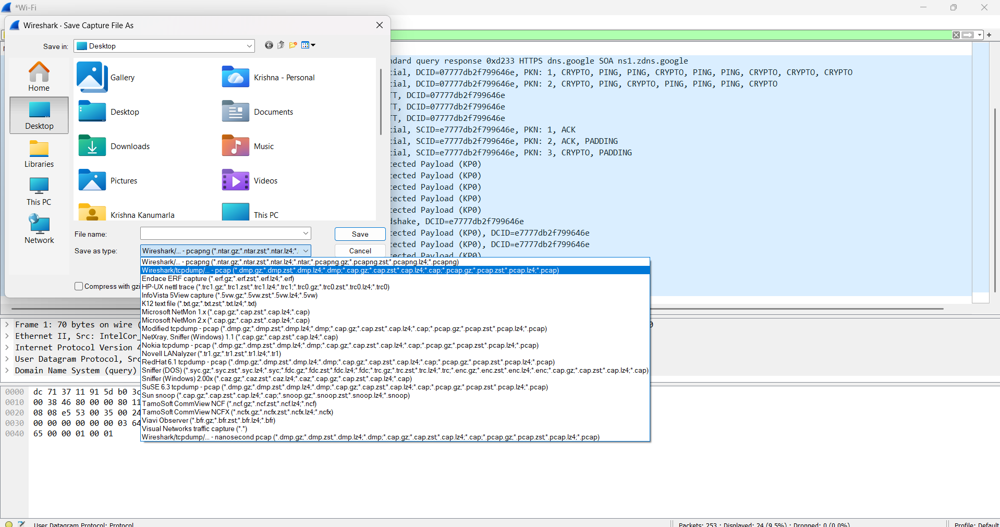 *Wi-Fi
Wireshark · Save Capture File As
Save in:
Desktop
Home
Desktop
Libraries
This PC
Network
Gallery
Krishna - Personal
Desktop
Documents
Downloads
Music
Pictures
Videos
Krishna Kanumarla
This PC
File name:
Save
Save as type:
Wireshark/... - pcapng (*.ntar.gz;*.ntar.zst;*.ntar.lz4;*.
Cancel
Compress with gzi
Wireshark/... - pcapng (*.ntar.gz;*.ntar.zst;*.ntar.lz4;*.ntar;*.pcapng.gz;*.pcapng.zst;*.pcapng.lz4;*.pcapng)
Wireshark/tcpdump/... - pcap (*.dmp.gz;*.dmp.zst;*.dmp.lz4;*.dmp;*.cap.gz;*.cap.zst;*.cap.lz4;*.cap;*.pcap.gz;*.pcap.zst;*.pcap.lz4;*.pcap)
Endace ERF capture (*.erf.gz;*.erf.zst;*.erf.lz4;*.erf)
HP-UX nettl trace (*.trc1.gz;*.trc1.zst;*.trc1.lz4;*.trc1;*.trc0.gz;*.trc0.zst;*.trc0.lz4;*.trc0)
InfoVista 5View capture (*.5vw.gz;*.5vw.zst;*.5vw.lz4;*.5vw)
K12 text file (*.txt.gz;*.txt.zst;*.txt.lz4;*.txt)
Microsoft NetMon 1.x (*.cap.gz;*.cap.zst;*.cap.lz4;*.cap)
Microsoft NetMon 2.x (*.cap.gz;*.cap.zst;*.cap.lz4;*.cap)
Modified tcpdump - pcap (*.dmp.gz;*.dmp.zst;*.dmp.lz4;*.dmp;*.cap.gz;*.cap.zst;*.cap.lz4;*.cap;*.pcap.gz;*.pcap.zst;*.pcap.lz4;*.pcap)
NetXray, Sniffer (Windows) 1.1 (*.cap.gz;*.cap.zst;*.cap.lz4;*.cap)
Nokia tcpdump - pcap (*.dmp.gz;*.dmp.zst;*.dmp.lz4;*.dmp;*.cap.gz;*.cap.zst;*.cap.lz4;*.cap;*.pcap.gz;*.pcap.zst;*.pcap.lz4;*.pcap)
Novell LANalyzer (*.tr1.gz;*.tr1.zst;*.tr1.lz4;*.tr1)
RedHat 6.1 tcpdump - pcap (*.dmp.gz;*.dmp.zst;*.dmp.lz4;*.dmp;*.cap.gz;*.cap.zst;*.cap.lz4;*.cap;*.pcap.gz;*.pcap.zst;*.pcap.lz4;*.pcap)
Sniffer (DOS) (*.syc.gz;*.syc.zst;*.syc.lz4;*.syc;*.fdc.gz;*.fdc.zst;*.fdc.lz4;*.fdc;*.trc.gz;*.trc.zst;*.trc.lz4;*.trc;*.enc.gz;*.enc.zst;*.enc.lz4;*.enc;*.cap.gz;*.cap.zst;*.cap.lz4;*.cap)
Sniffer (Windows) 2.00x (*.caz.gz;*.caz.zst;*.caz.lz4;*.caz;*.cap.gz;*.cap.zst;*.cap.lz4;*.cap)
SuSE 6.3 tcpdump - pcap (*.dmp.gz;*.dmp.zst;*.dmp.lz4;*.dmp;*.cap.gz;*.cap.zst;*.cap.lz4;*.cap;*.pcap.gz;*.pcap.zst;*.pcap.lz4;*.pcap)
Sun snoop (*.cap.gz;*.cap.zst;*.cap.lz4;*.cap;*.snoop.gz;*.snoop.zst;*.snoop.lz4;*.snoop)
TamoSoft CommView NCF (*.ncf.gz;*.ncf.zst;*.ncf.lz4;*.ncf)
TamoSoft CommView NCFX (*.ncfx.gz;*.ncfx.zst;*.ncfx.lz4;*.ncfx)
Viavi Observer (*.bfr.gz;*.bfr.zst;*.bfr.lz4;*.bfr)
Visual Networks traffic capture (*.*)
Wireshark/tcpdump/... - nanosecond pcap (*.dmp.gz;*.dmp.zst;*.dmp.lz4;*.dmp;*.cap.gz;*.cap.zst;*.cap.lz4;*.cap;*.pcap.gz;*.pcap.zst;*.pcap.lz4;*.pcap)
ndard query response 0xd233 HTTPS dns.google SOA ns1.zdns.google
tial, DCID=07777db2f799646e, PKN: 1, CRYPTO, PING, PING, CRYPTO, PING, PING, CRYPTO, CRYPTO, CRYPTO
tial, DCID=07777db2f799646e, PKN: 2, CRYPTO, PING, CRYPTO, PING, PING, PING, CRYPTO
TT, DCID=07777db2f799646e
TT, DCID=07777db2f799646e
TT, DCID=07777db2f799646e
tial, SCID=e7777db2f799646e, PKN: 1, ACK
tial, SCID=e7777db2f799646e, PKN: 2, ACK, PADDING
tial, SCID=e7777db2f799646e, PKN: 3, CRYPTO, PADDING
tected Payload (KP0)
tected Payload (KP0)
tected Payload (KP0)
tected Payload (KP0)
tected Payload (KP0)
dshake, DCID=e7777db2f799646e
tected Payload (KP0), DCID=e7777db2f799646e
tected Payload (KP0), DCID=e7777db2f799646e
tected Payload (KP0)
Frame 1: 70 bytes on wire (
Ethernet II, Src: IntelCor_
Internet Protocol Version 4
User Datagram Protocol, Src
Domain Name System (query)
0000 dc 71 37 11 91 5d b0 3c
0010 00 38 46 80 00 00 80 11
0020 08 08 e5 53 00 35 00 24
0030 00 00 00 00 00 00 03 64
0040 65 00 00 01 00 01
User Datagram Protocol: Protocol
Packets: 253 · Displayed: 24 (9.5%) · Dropped: 0 (0.0%)
Profile: Default